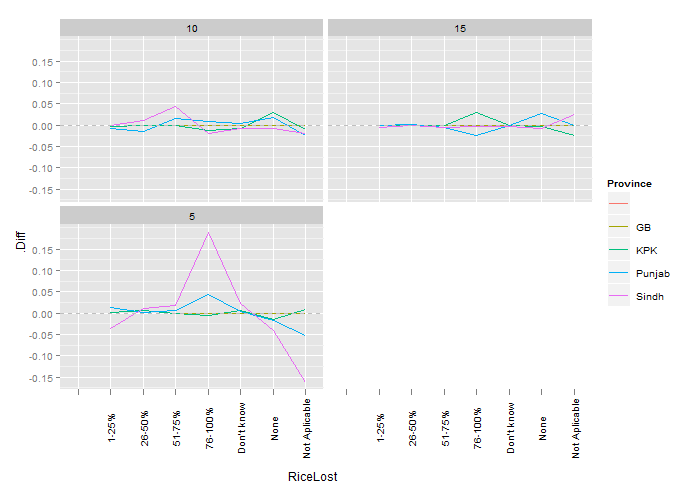 10
15
0.15
0.10
0.05
0.00
-0.05
-0.10
-0.15
5
0.15
0.10
0.05
0.00
-0.05
-0.10
-0.15
.Diff
1-25%
26-50%
51-75%
76-100%
Don't know
None
Not Aplicable
1-25%
26-50%
51-75%
76-100%
Don't know
None
Not Aplicable
RiceLost
Province
GB
KPK
Punjab
Sindh